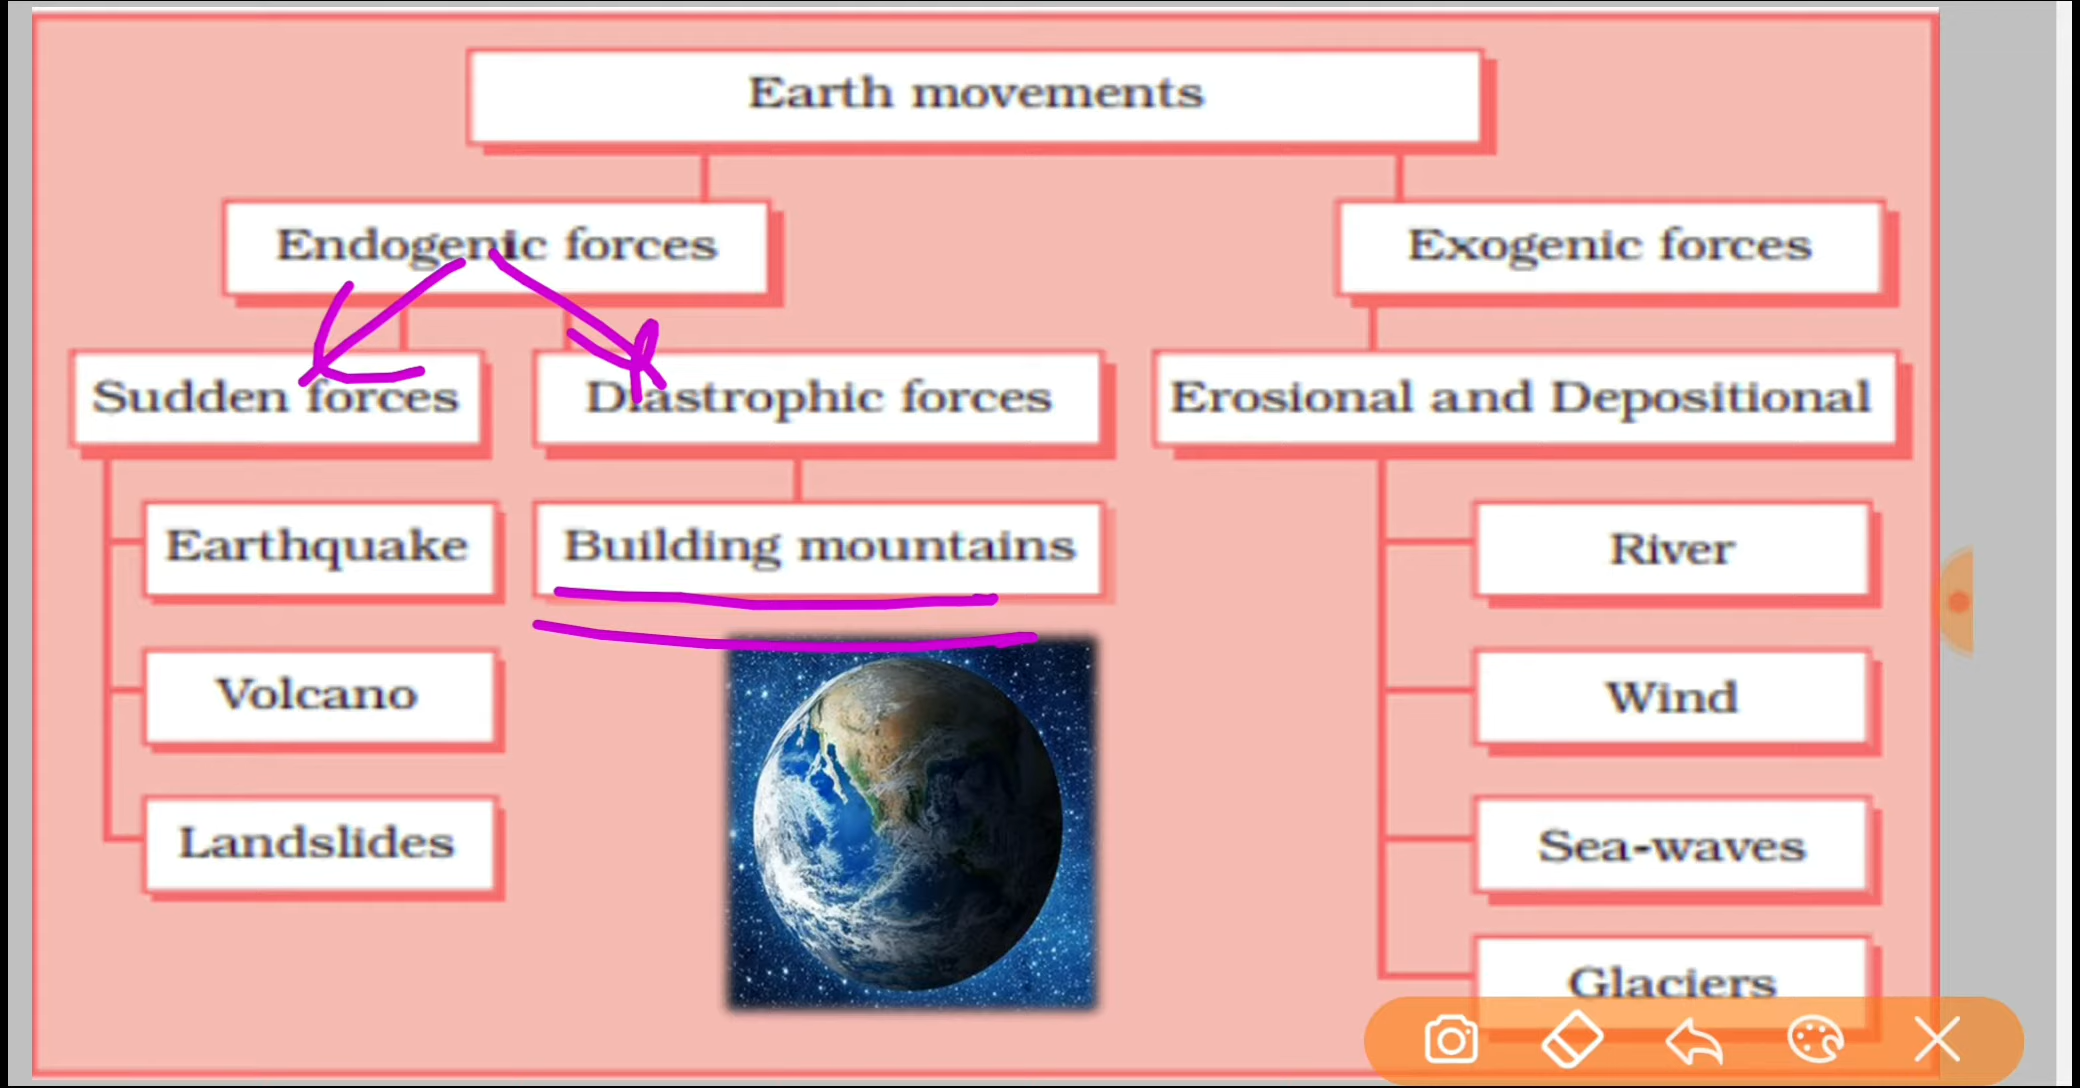 Earth movements
Endogenic forces
Exogenic forces
Sudden forces
Diastrophic forces
Erosional and Depositional
Earthquake
Building mountains
River
Volcano
Wind
Landslides
Sea-waves
Glaciers